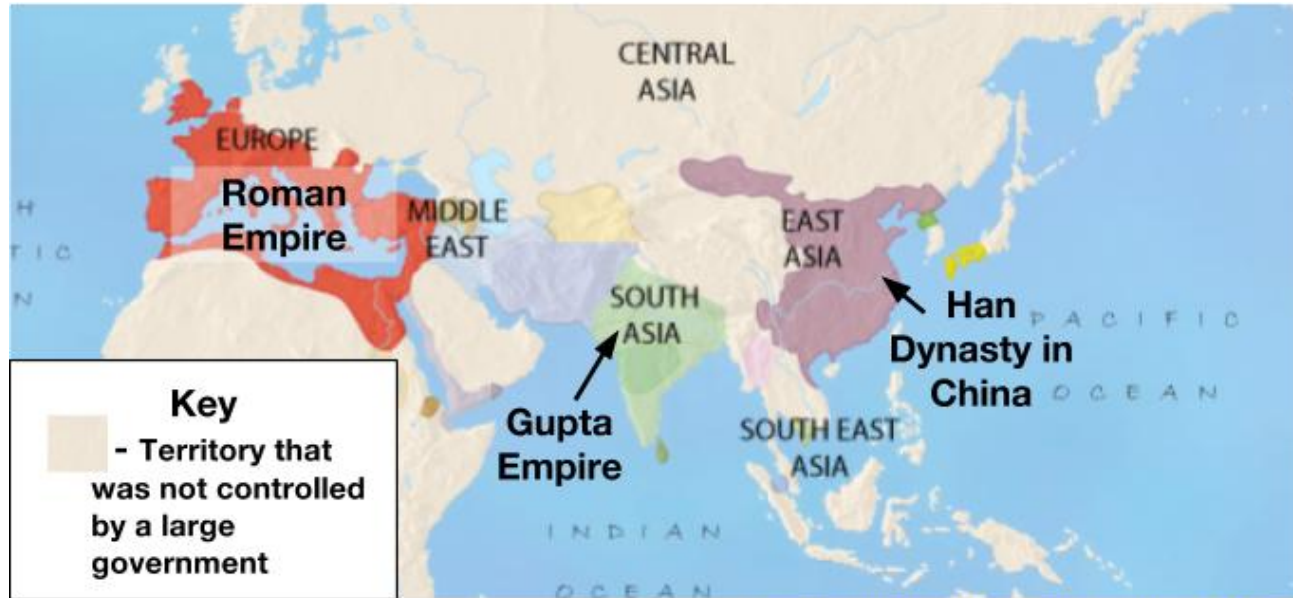 CENTRAL
ASIA
EUROPE
Roman
Empire
MIDDLE
EAST
EAST
ASIA
SOUTH
ASIA
Han
Dynasty in
China
Gupta
Empire
SOUTH EAST
ASIA
H
TIC
N
PACIFIC
OCEAN
INDIAN
OCEAN
Key
- Territory that
was not controlled
by a large
government